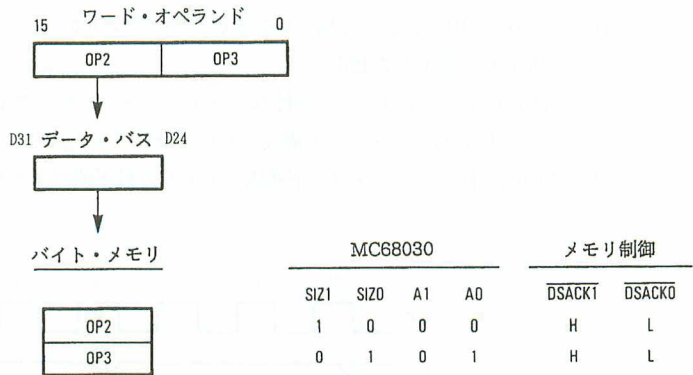 15 ワード・オペランド 0
OP2 OP3
D31 データ・バス D24
バイト・メモリ
OP2
OP3
MC68030 メモリ制御
SIZ1 SIZ0 A1 A0 DSACK1 DSACK0
1 0 0 0 H L
0 1 0 1 H L